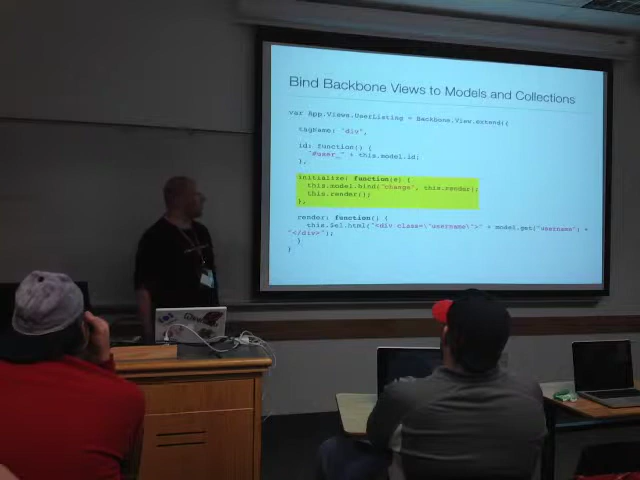 Bind Backbone Views to Models and Collections
var App.Views.UserListing = Backbone.View.extend({
tagName: "div",
id: function() {
"#user_" + this.model.id;
},
initialize: function(e) {
this.model.bind("change", this.render);
this.render();
},
render: function() {
this.$el.html("<div class=\"username\">" + model.get("username") +
"</div>");
}
}